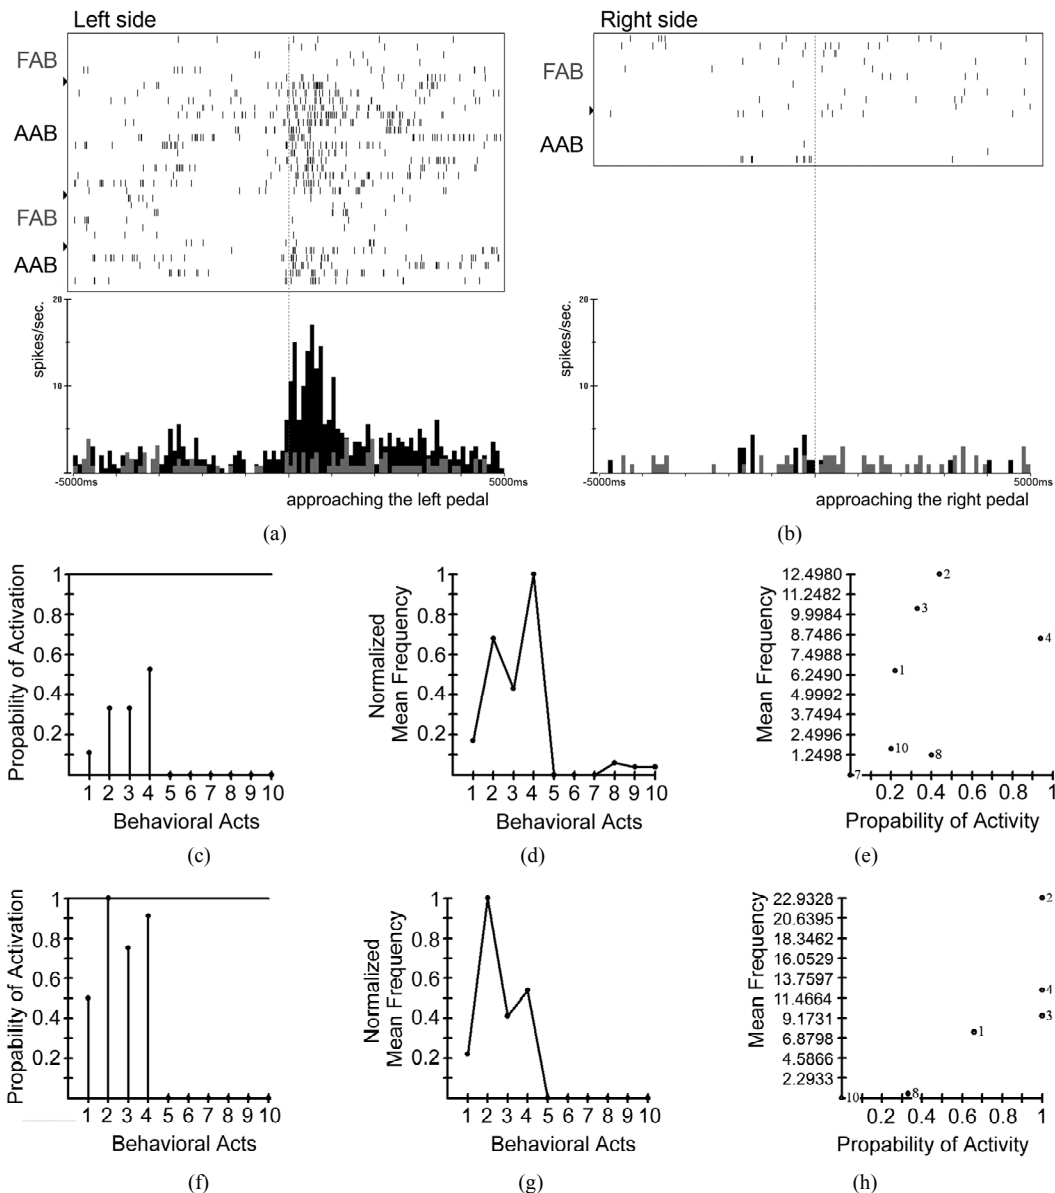 Left side
FAB
AAB
FAB
AAB
spikes/sec.
20
10
0
-5000ms
5000ms
approaching the left pedal
(a)
Right side
FAB
AAB
spikes/sec.
20
10
0
-5000ms
5000ms
approaching the right pedal
(b)
Propability of Activation
1
0.8
0.6
0.4
0.2
1 2 3 4 5 6 7 8 9 10
Behavioral Acts
(c)
Normalized
Mean Frequency
1
0.8
0.6
0.4
0.2
1 2 3 4 5 6 7 8 9 10
Behavioral Acts
(d)
Mean Frequency
12.4980
11.2482
9.9984
8.7486
7.4988
6.2490
4.9992
3.7494
2.4996
1.2498
2
3
4
1
10
8
7
0.2 0.4 0.6 0.8 1
Propability of Activity
(e)
Propability of Activation
1
0.8
0.6
0.4
0.2
1 2 3 4 5 6 7 8 9 10
Behavioral Acts
(f)
Normalized
Mean Frequency
1
0.8
0.6
0.4
0.2
1 2 3 4 5 6 7 8 9 10
Behavioral Acts
(g)
Mean Frequency
22.9328
20.6395
18.3462
16.0529
13.7597
11.4664
9.1731
6.8798
4.5866
2.2933
2
4
3
1
8
10
0.2 0.4 0.6 0.8 1
Propability of Activity
(h)